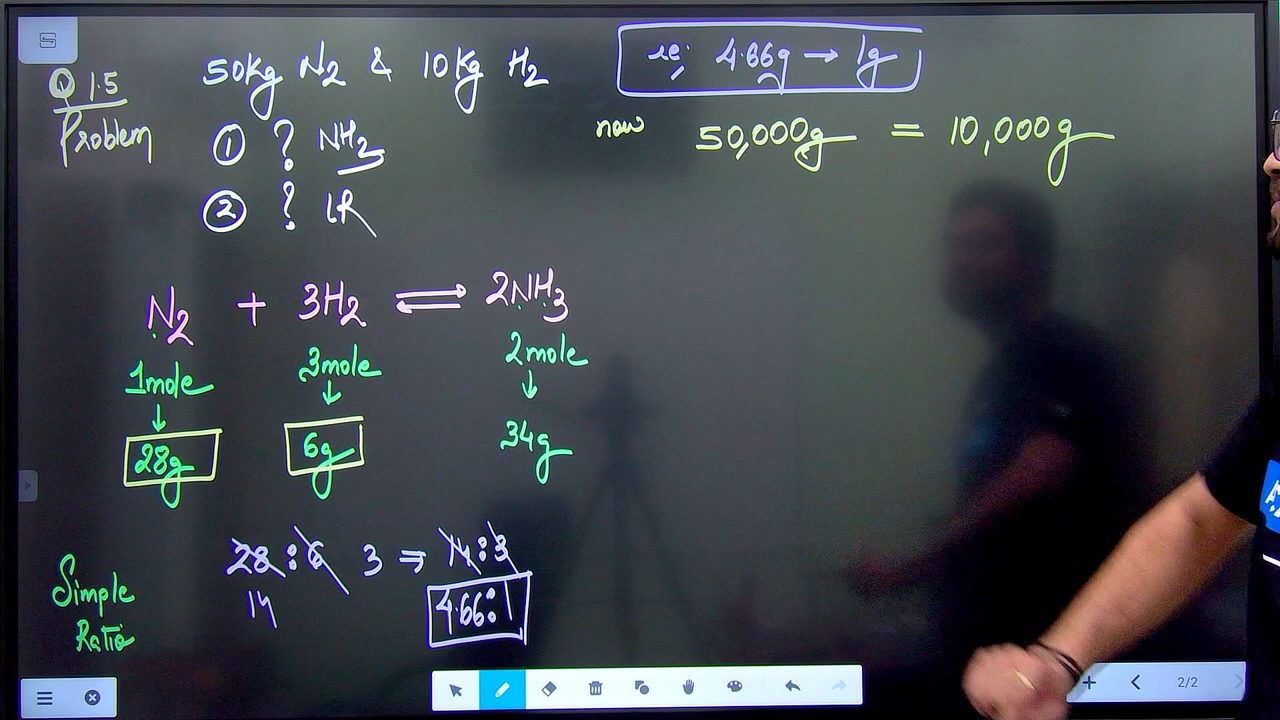 Q 1.5
Problem
50Kg N2 & 10Kg H2
① ? NH2
② ? LR
ie: 4.66g → 1g
now 50,000g = 10,000g
N2 + 3H2 ⇌ 2NH3
1mole 3mole 2mole
↓ ↓ ↓
28g 6g 34g
Simple
Ratio
28:6 3 ⇒ 14:3
14
4.66:1
2/2